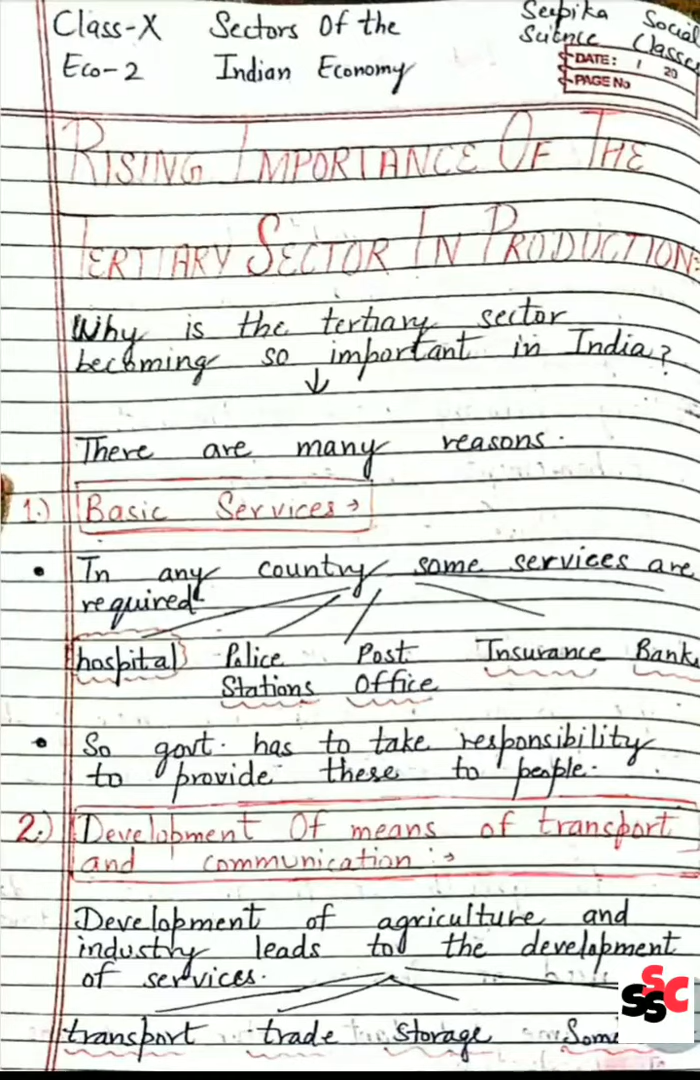 Class-X Sectors Of the Seepika Social
Science Classes
Eco-2 Indian Economy
DATE: / 20
PAGE No
RISING IMPORTANCE OF THE
TERTIARY SECTOR IN PRODUCTION:
Why is the tertiary sector
becoming so important in India?
↓
There are many reasons.
1.) Basic Services →
• In any country some services are
required
hospital Police Post Insurance Bank
Stations Office
• So govt. has to take responsibility
to provide these to people.
2.) Development Of means of transport
and communication :→
Development of agriculture and
industry leads to the development
of services.
transport trade storage Some
SSSC